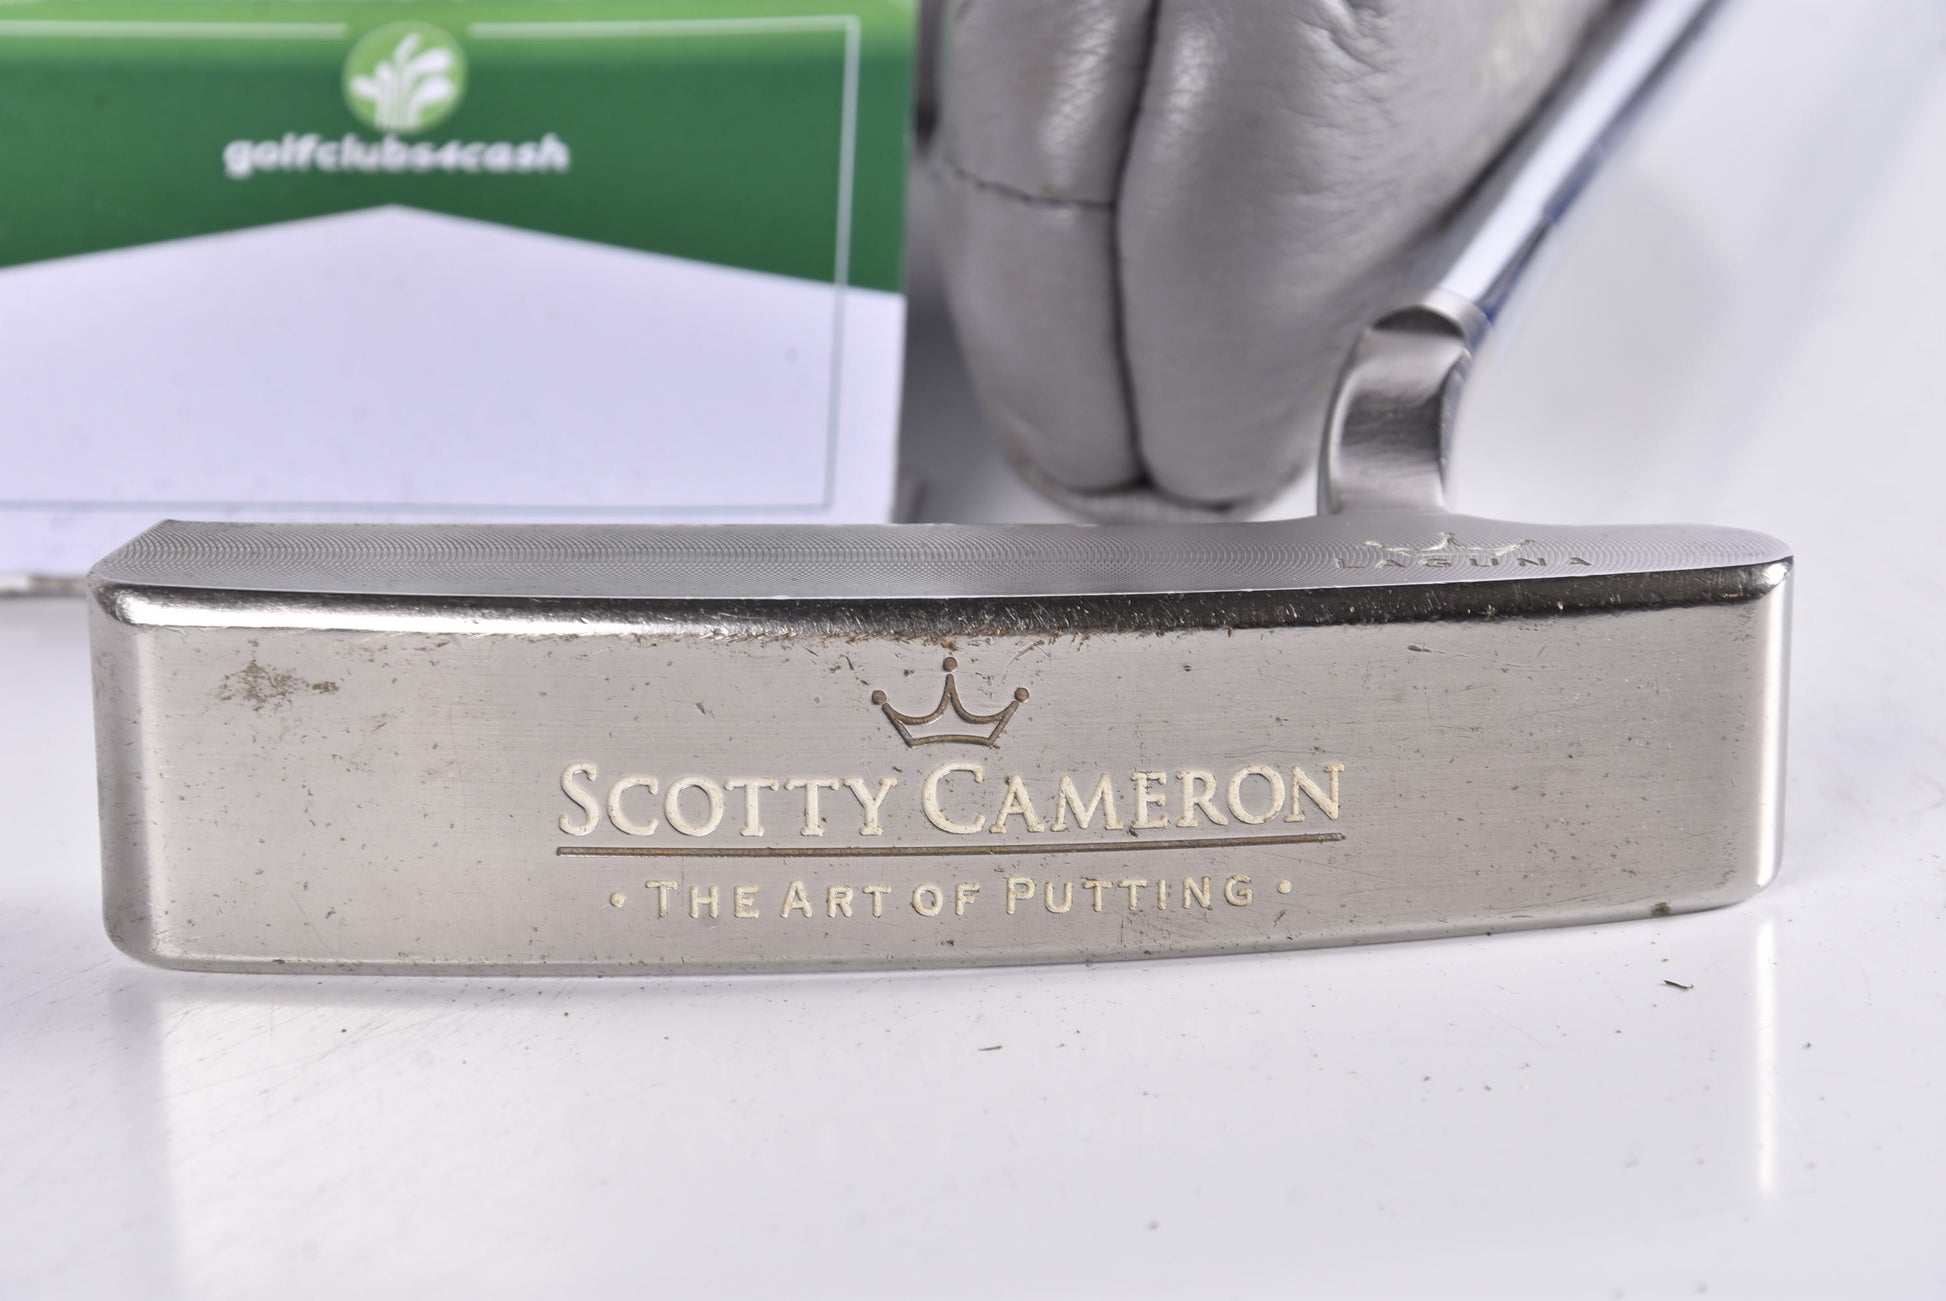 golfclubs4cash
LAGUNA
SCOTTY CAMERON
• THE ART OF PUTTING •